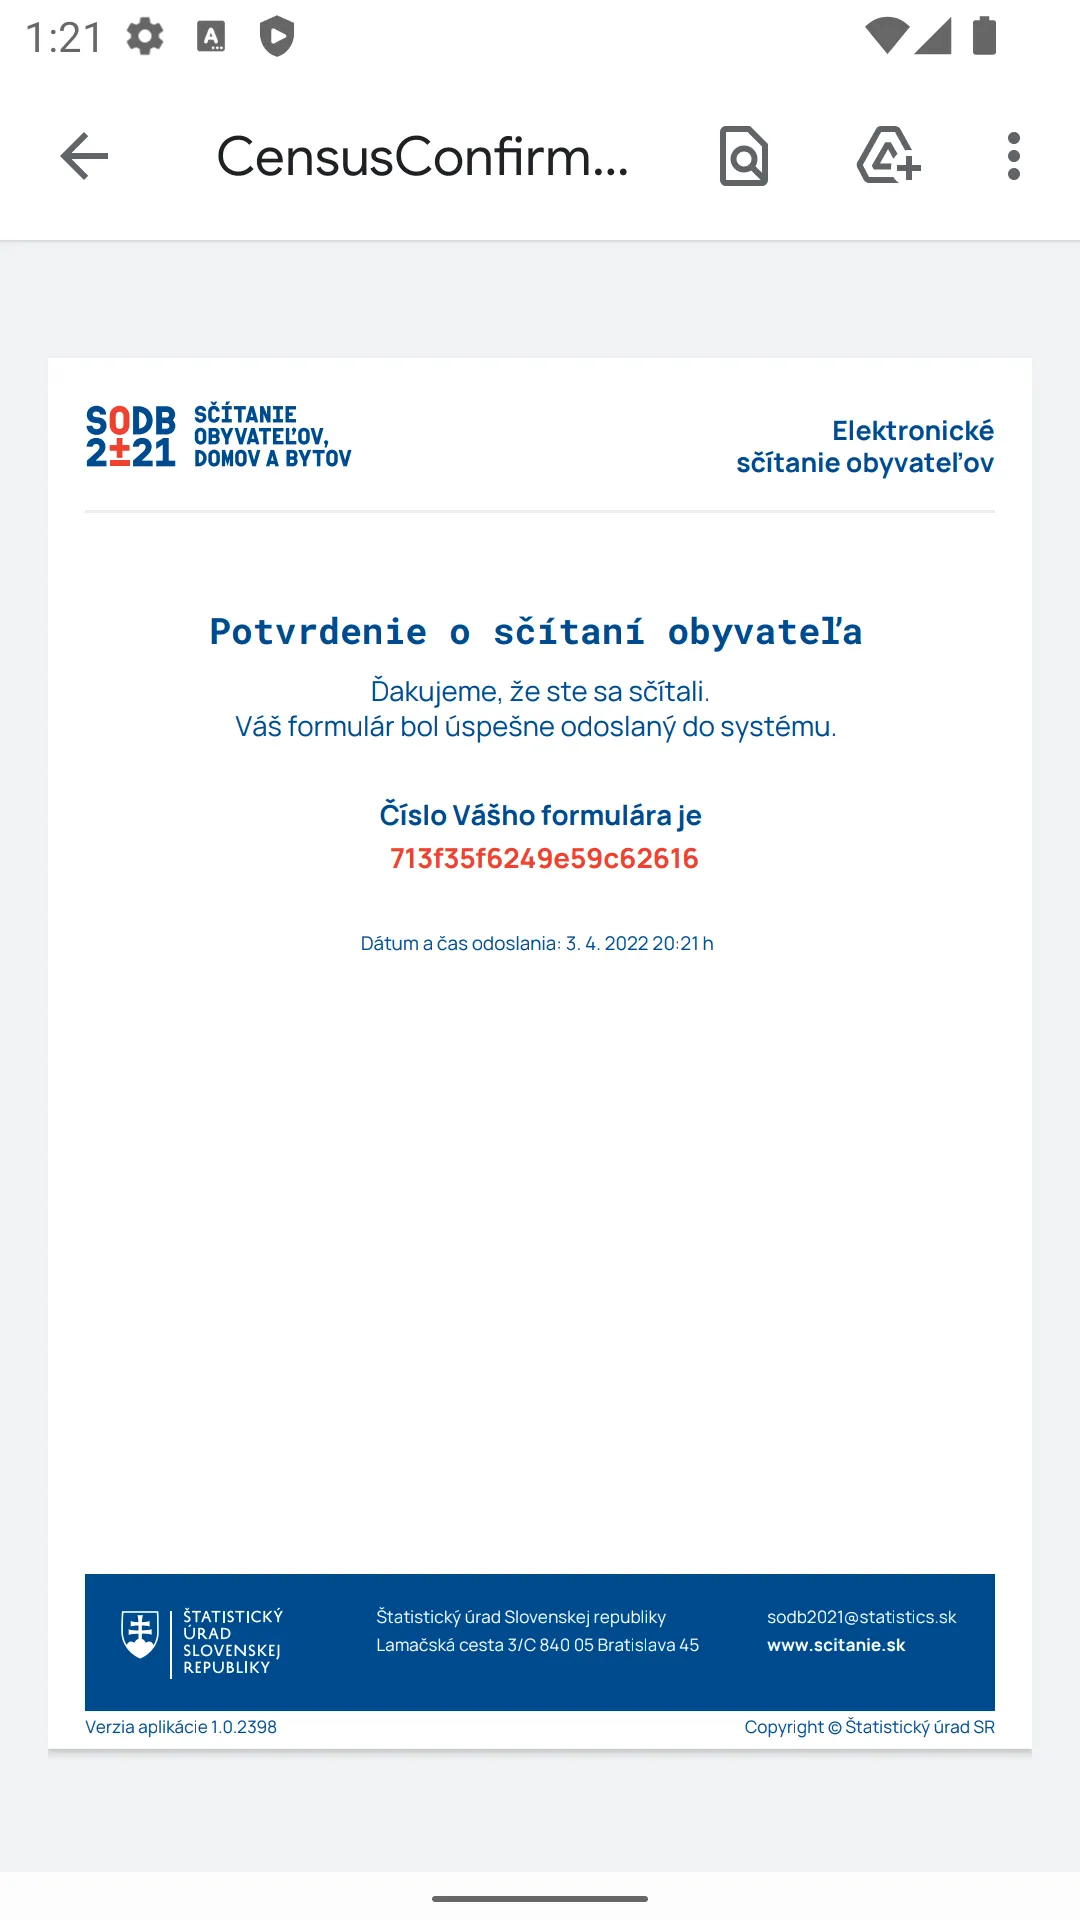 1:21
CensusConfirm...
SODB
2±21
SČÍTANIE
OBYVATEĽOV,
DOMOV A BYTOV
Elektronické
sčítanie obyvateľov
Potvrdenie o sčítaní obyvateľa
Ďakujeme, že ste sa sčítali.
Váš formulár bol úspešne odoslaný do systému.
Číslo Vášho formulára je
713f35f6249e59c62616
Dátum a čas odoslania: 3. 4. 2022 20:21 h
ŠTATISTICKÝ
ÚRAD
SLOVENSKEJ
REPUBLIKY
Štatistický úrad Slovenskej republiky
Lamačská cesta 3/C 840 05 Bratislava 45
sodb2021@statistics.sk
www.scitanie.sk
Verzia aplikácie 1.0.2398
Copyright © Štatistický úrad SR